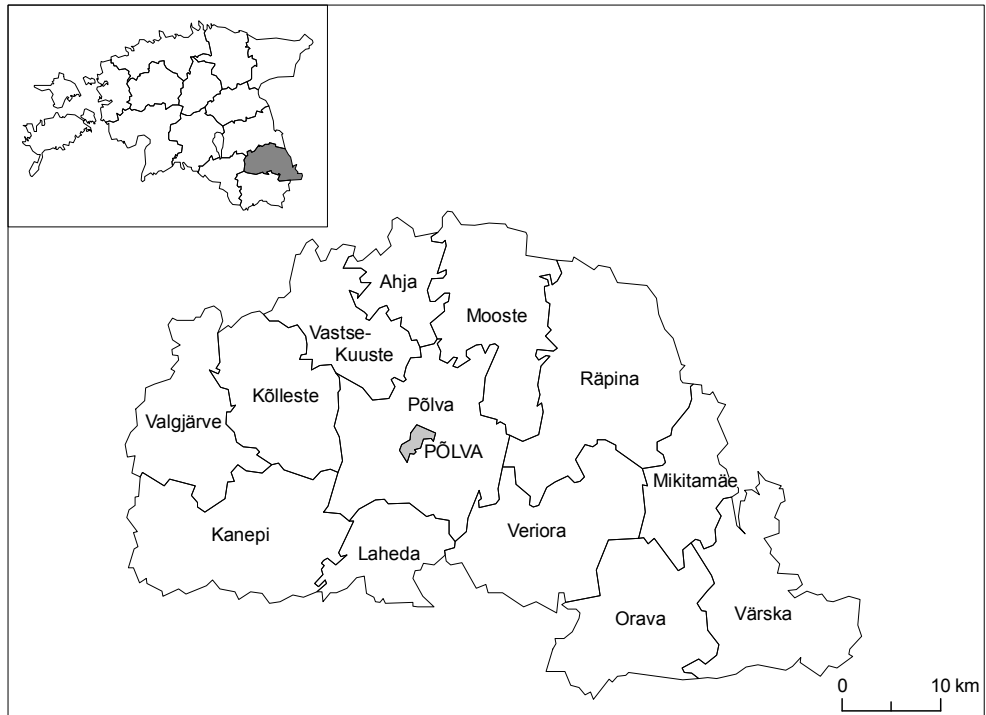 Ahja
Mooste
Vastse-
Kuuste
Räpina
Kõlleste
Põlva
Valgjärve
PÕLVA
Mikitamäe
Kanepi
Veriora
Laheda
Orava
Värska
0 10 km